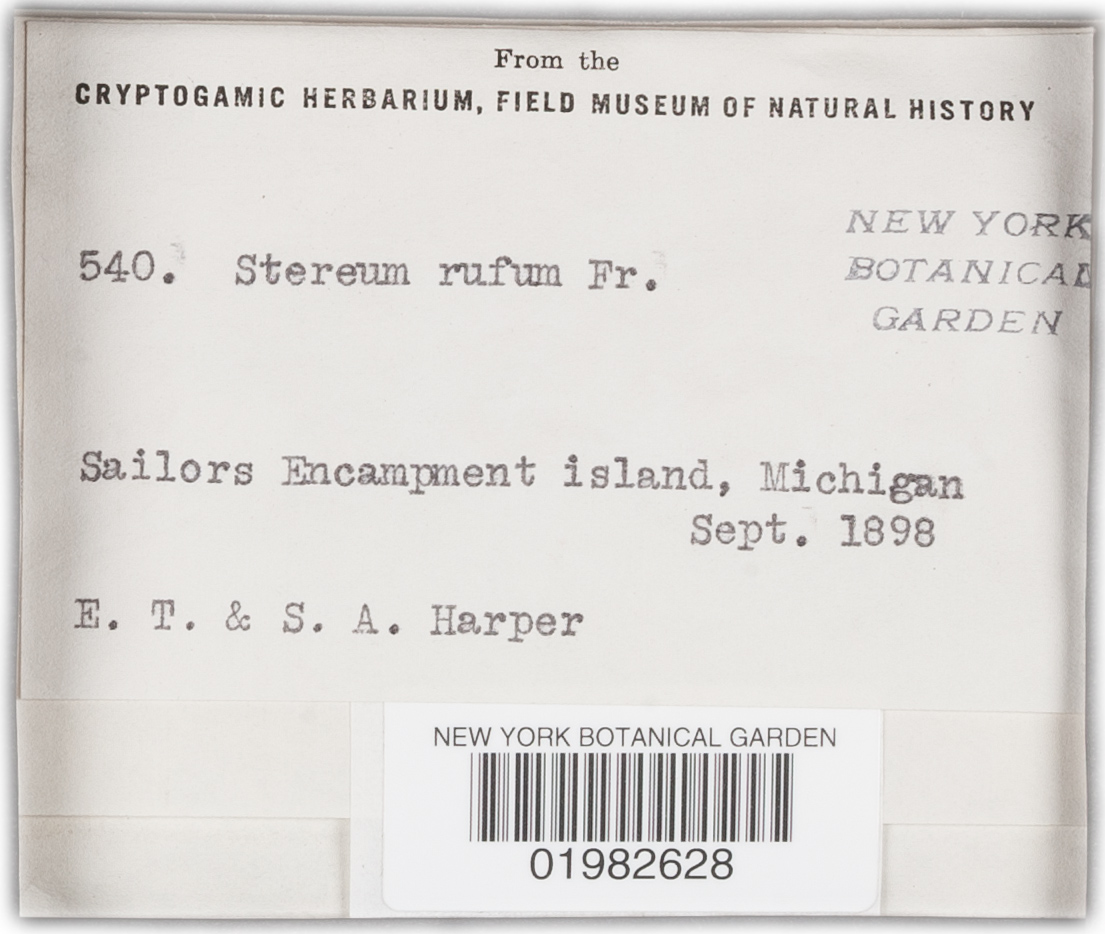 From the
CRYPTOGAMIC HERBARIUM, FIELD MUSEUM OF NATURAL HISTORY
NEW YORK
BOTANICAL
GARDEN
540. Stereum rufum Fr.
Sailors Encampment island, Michigan
Sept. 1898
E. T. & S. A. Harper
NEW YORK BOTANICAL GARDEN
01982628